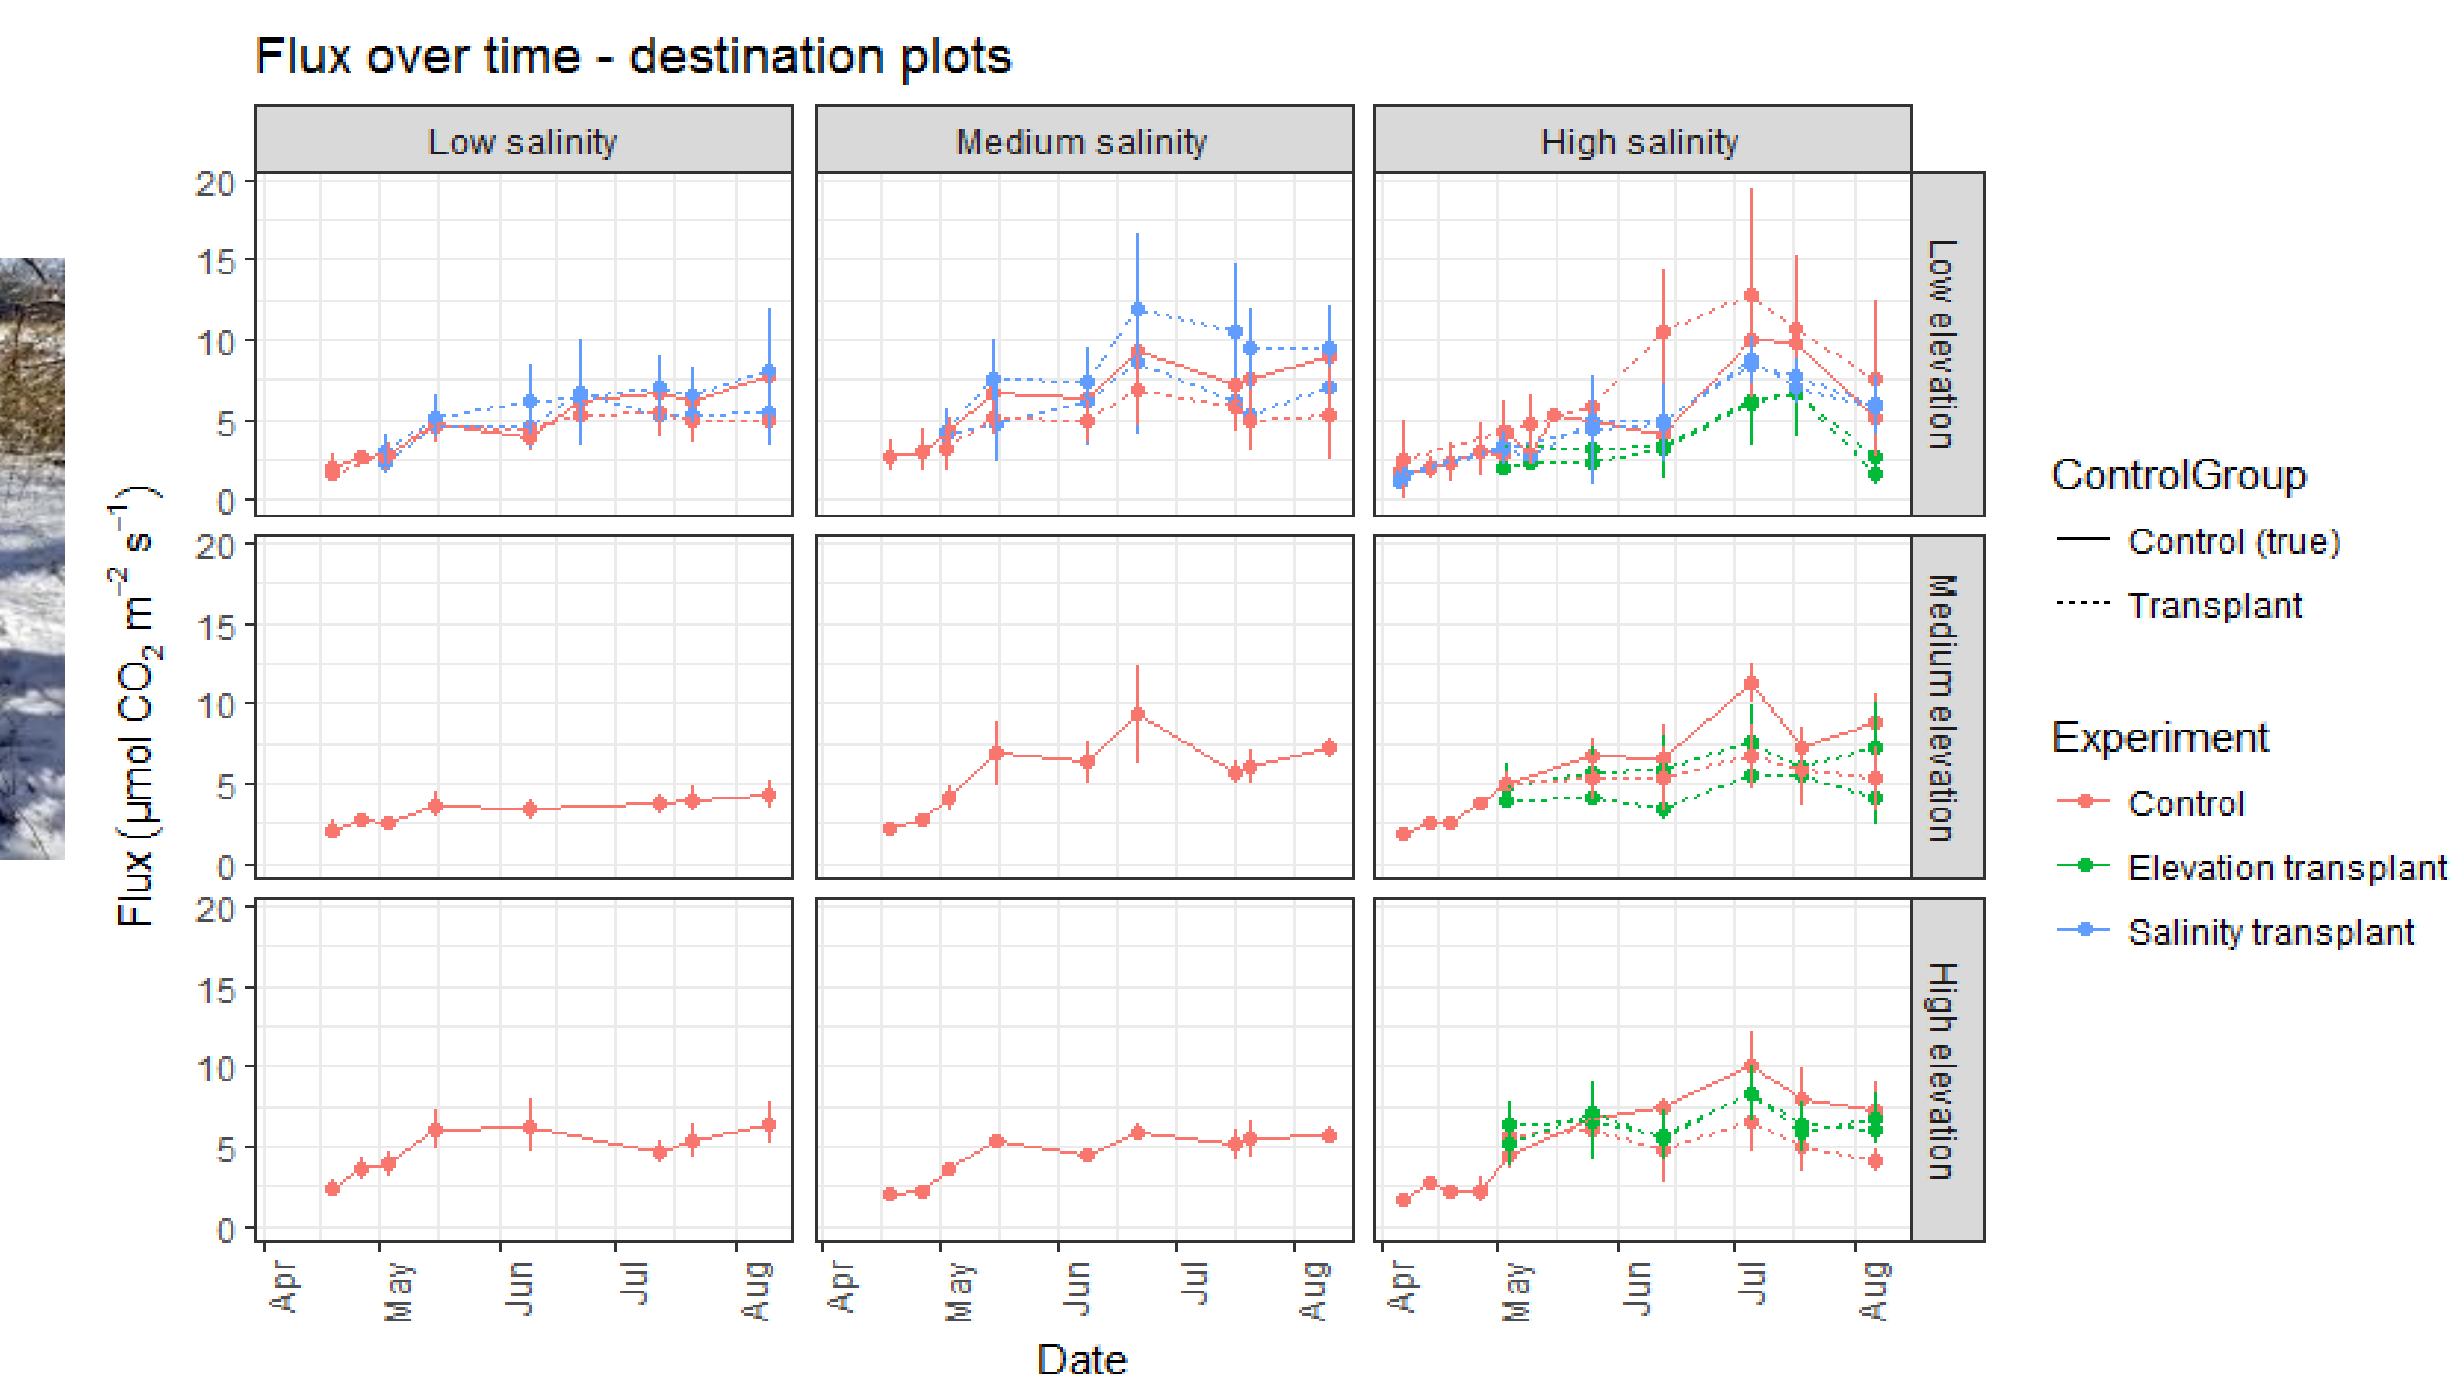 Flux over time - destination plots
Low salinity
Medium salinity
High salinity
20
15
10
5
0
Low elevation
20
15
10
5
0
Medium elevation
20
15
10
5
0
High elevation
Flux (µmol CO₂ m⁻² s⁻¹)
Apr May Jun Jul Aug
Apr May Jun Jul Aug
Apr May Jun Jul Aug
Date
ControlGroup
Control (true)
Transplant
Experiment
Control
Elevation transplant
Salinity transplant